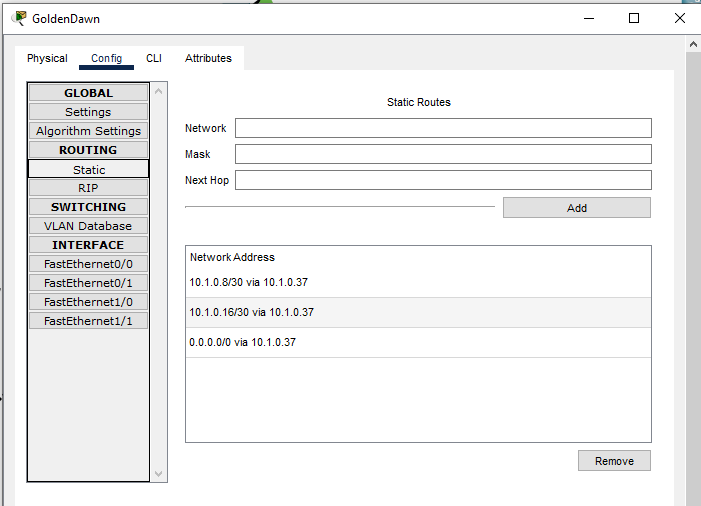 GoldenDawn
Physical Config CLI Attributes
GLOBAL
Settings
Algorithm Settings
ROUTING
Static
RIP
SWITCHING
VLAN Database
INTERFACE
FastEthernet0/0
FastEthernet0/1
FastEthernet1/0
FastEthernet1/1
Static Routes
Network
Mask
Next Hop
Add
Network Address
10.1.0.8/30 via 10.1.0.37
10.1.0.16/30 via 10.1.0.37
0.0.0.0/0 via 10.1.0.37
Remove